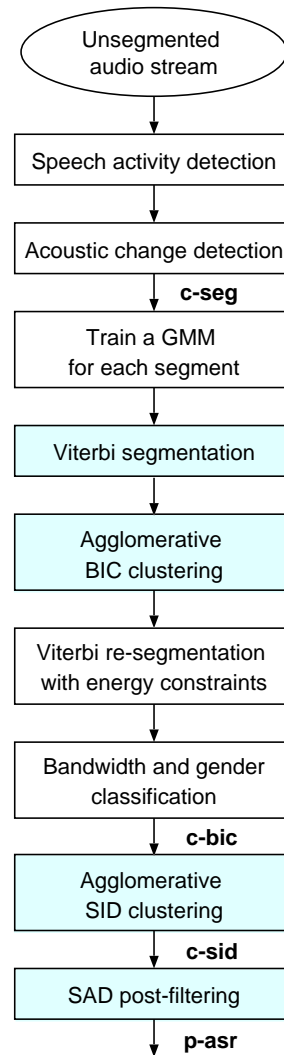 Unsegmented
audio stream
Speech activity detection
Acoustic change detection
c-seg
Train a GMM
for each segment
Viterbi segmentation
Agglomerative
BIC clustering
Viterbi re-segmentation
with energy constraints
Bandwidth and gender
classification
c-bic
Agglomerative
SID clustering
c-sid
SAD post-filtering
p-asr